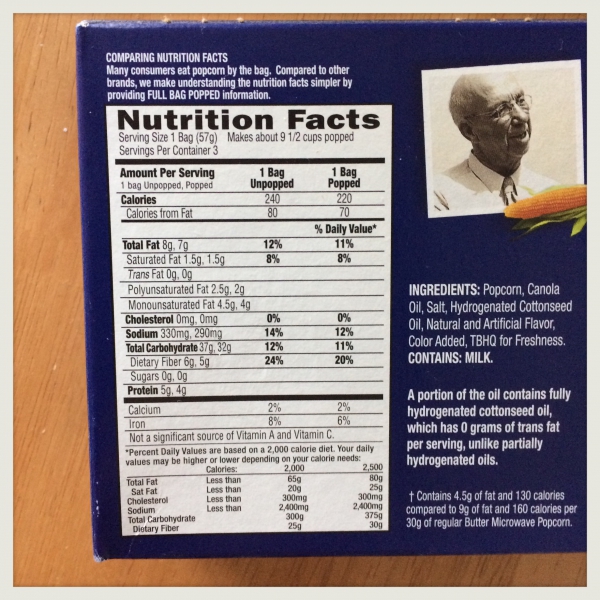 COMPARING NUTRITION FACTS
Many consumers eat popcorn by the bag. Compared to other
brands, we make understanding the nutrition facts simpler by
providing FULL BAG POPPED information.
Nutrition Facts
Serving Size 1 Bag (57g) Makes about 9 1/2 cups popped
Servings Per Container 3
Amount Per Serving 1 Bag 1 Bag
1 bag Unpopped, Popped Unpopped Popped
Calories 240 220
Calories from Fat 80 70
% Daily Value*
Total Fat 8g, 7g 12% 11%
Saturated Fat 1.5g, 1.5g 8% 8%
Trans Fat 0g, 0g
Polyunsaturated Fat 2.5g, 2g
Monounsaturated Fat 4.5g, 4g
Cholesterol 0mg, 0mg 0% 0%
Sodium 330mg, 290mg 14% 12%
Total Carbohydrate 37g, 32g 12% 11%
Dietary Fiber 6g, 5g 24% 20%
Sugars 0g, 0g
Protein 5g, 4g
Calcium 2% 2%
Iron 8% 6%
Not a significant source of Vitamin A and Vitamin C.
*Percent Daily Values are based on a 2,000 calorie diet. Your daily
values may be higher or lower depending on your calorie needs:
Calories: 2,000 2,500
Total Fat Less than 65g 80g
Sat Fat Less than 20g 25g
Cholesterol Less than 300mg 300mg
Sodium Less than 2,400mg 2,400mg
Total Carbohydrate 300g 375g
Dietary Fiber 25g 30g
INGREDIENTS: Popcorn, Canola
Oil, Salt, Hydrogenated Cottonseed
Oil, Natural and Artificial Flavor,
Color Added, TBHQ for Freshness.
CONTAINS: MILK.
A portion of the oil contains fully
hydrogenated cottonseed oil,
which has 0 grams of trans fat
per serving, unlike partially
hydrogenated oils.
† Contains 4.5g of fat and 130 calories
compared to 9g of fat and 160 calories per
30g of regular Butter Microwave Popcorn.